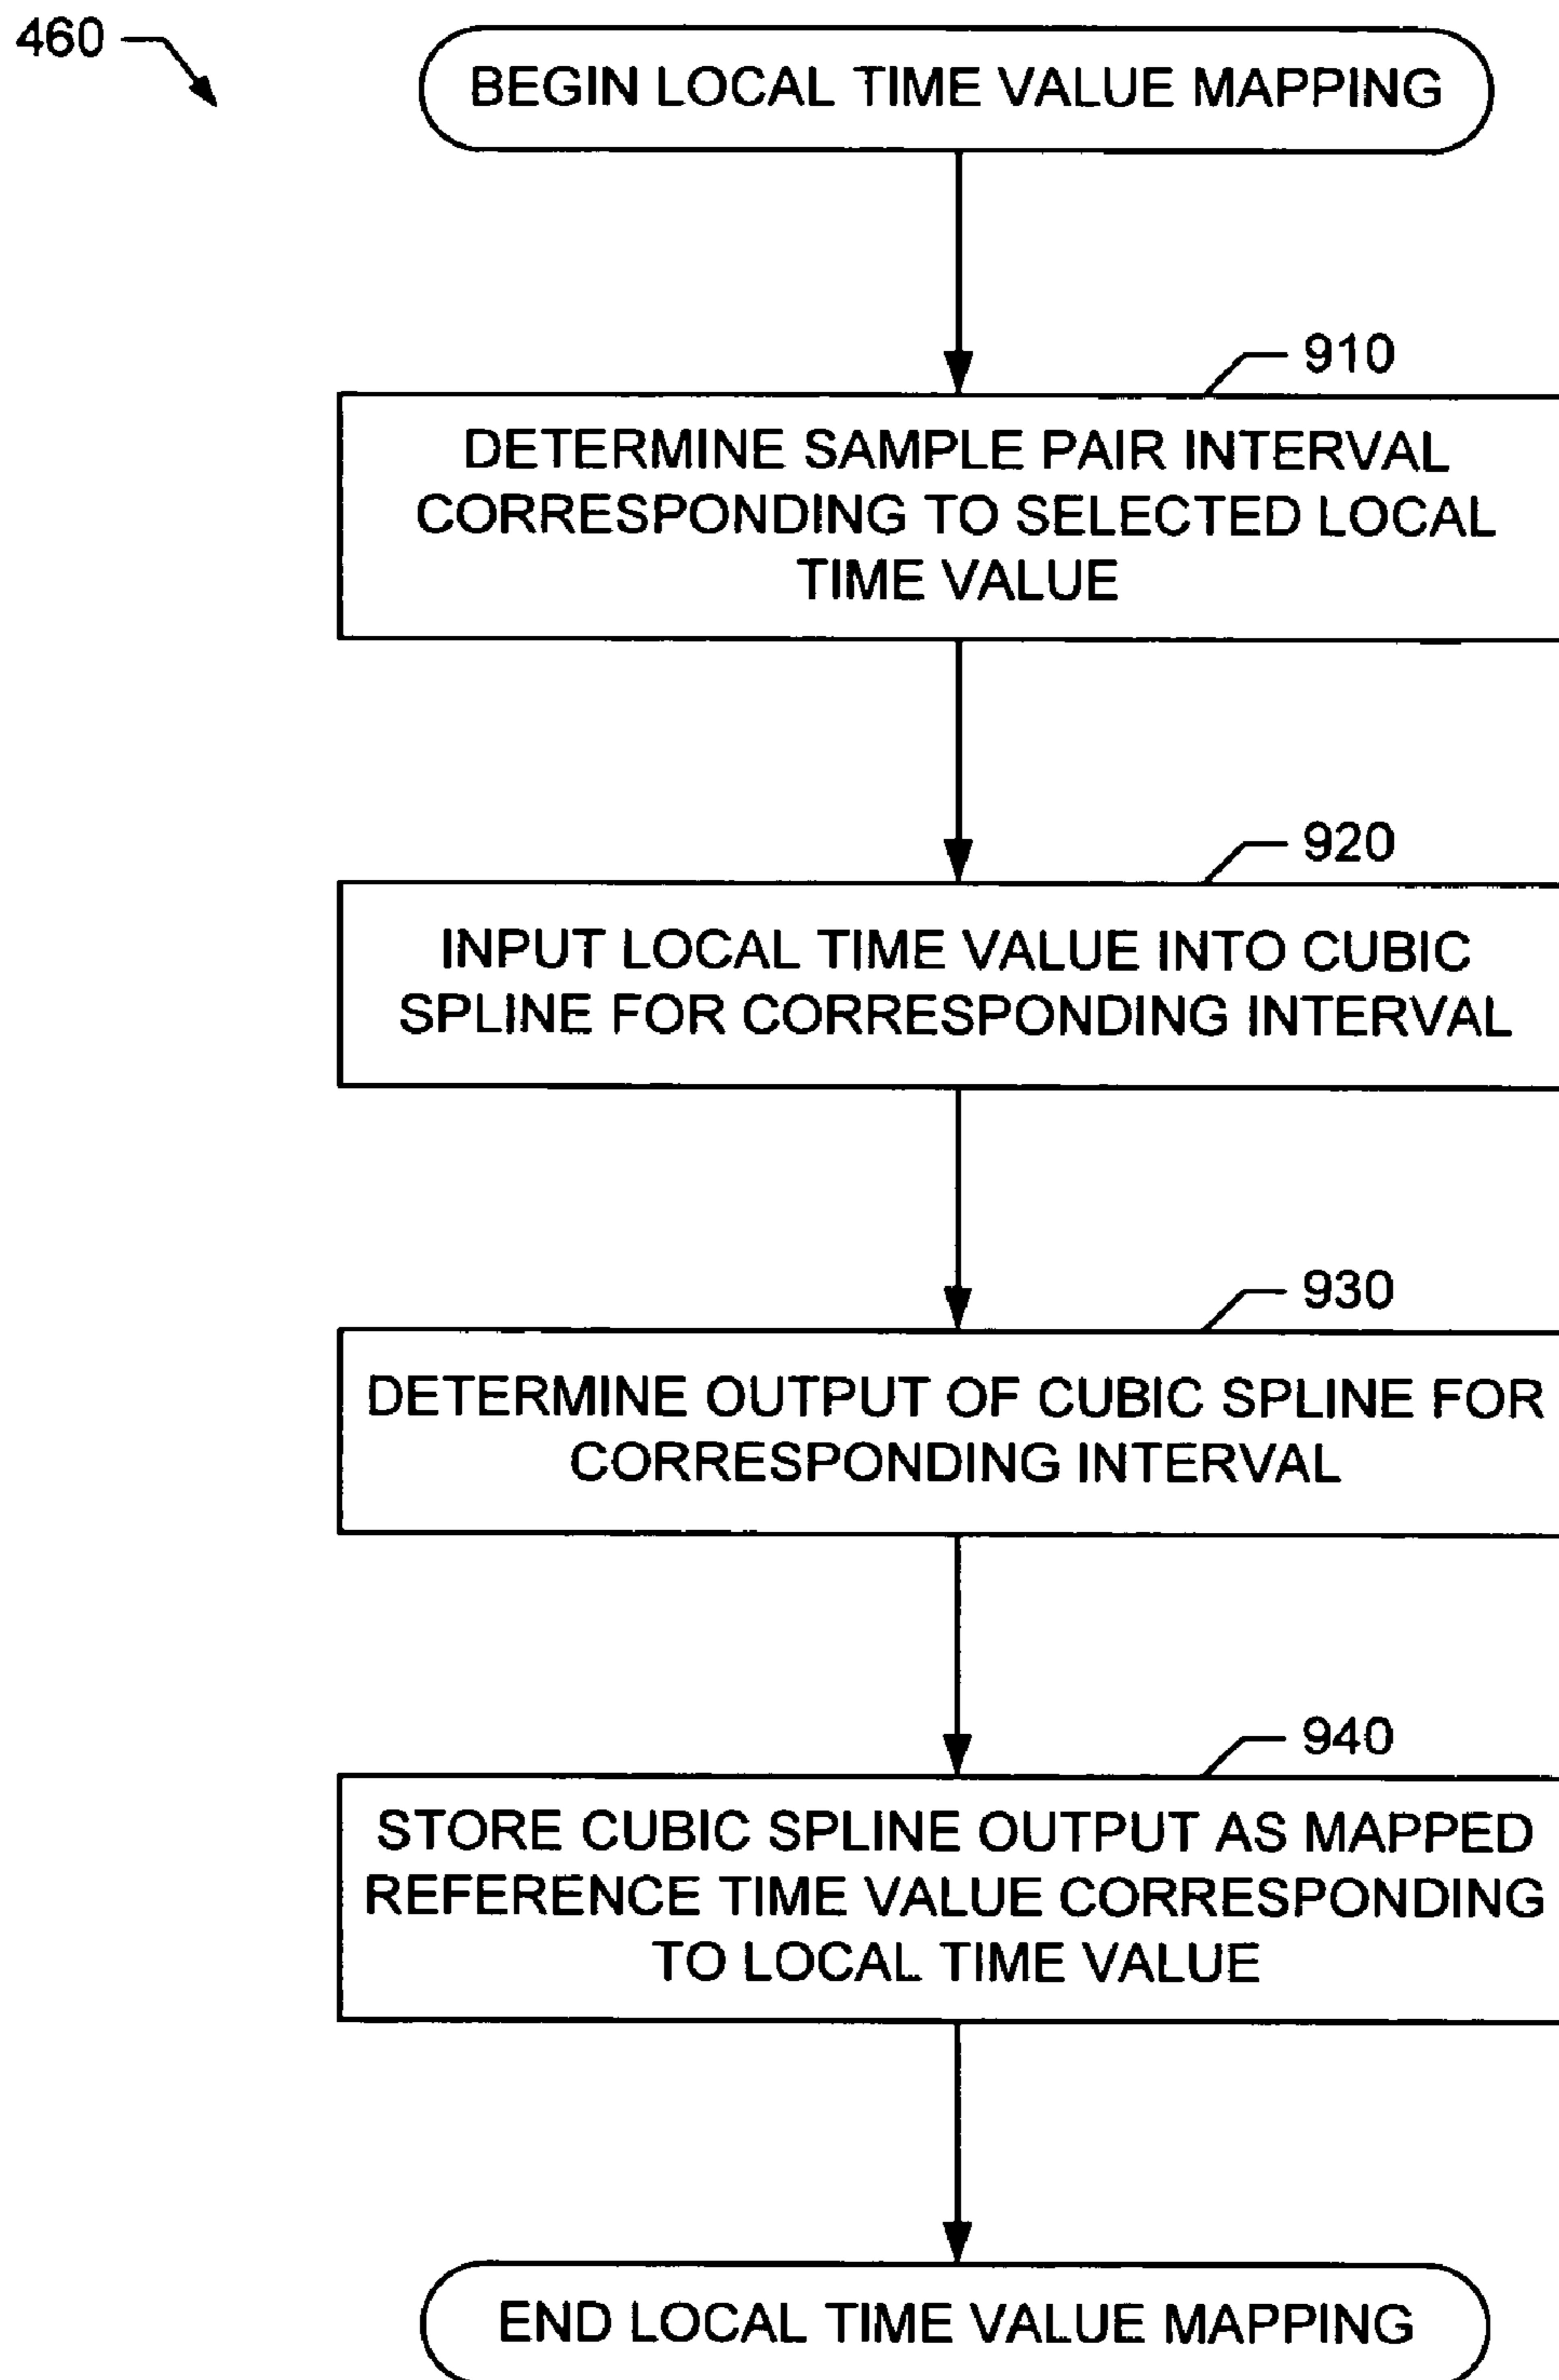 460
BEGIN LOCAL TIME VALUE MAPPING
910
DETERMINE SAMPLE PAIR INTERVAL
CORRESPONDING TO SELECTED LOCAL
TIME VALUE
920
INPUT LOCAL TIME VALUE INTO CUBIC
SPLINE FOR CORRESPONDING INTERVAL
930
DETERMINE OUTPUT OF CUBIC SPLINE FOR
CORRESPONDING INTERVAL
940
STORE CUBIC SPLINE OUTPUT AS MAPPED
REFERENCE TIME VALUE CORRESPONDING
TO LOCAL TIME VALUE
END LOCAL TIME VALUE MAPPING